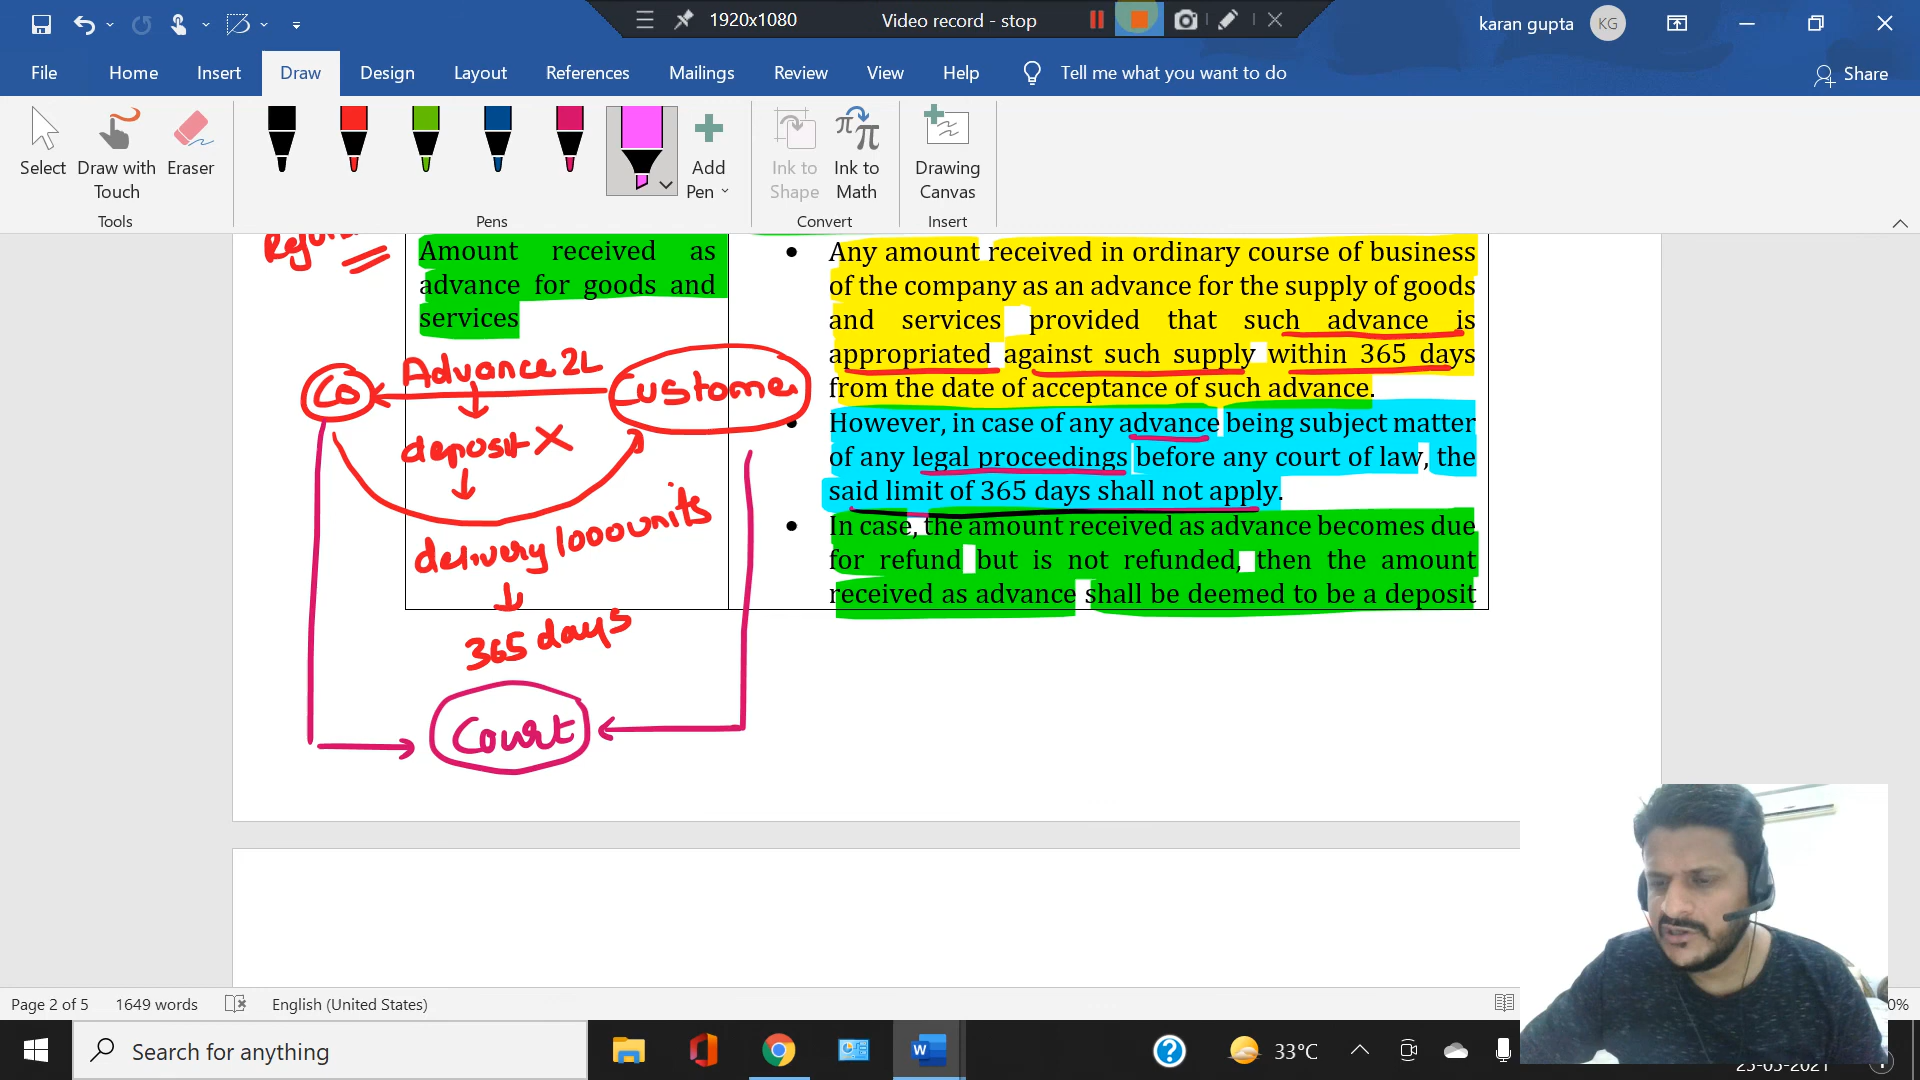 1920x1080
Video record - stop
karan gupta
KG
File
Home
Insert
Draw
Design
Layout
References
Mailings
Review
View
Help
Tell me what you want to do
Share
Select
Draw with Touch
Eraser
Add Pen
Ink to Shape
Ink to Math
Drawing Canvas
Tools
Pens
Convert
Insert
Amount received as
advance for goods and
services
Advance 2L
Co
Customer
deposit X
delivery 1000 units
365 days
Court
• Any amount received in ordinary course of business
of the company as an advance for the supply of goods
and services provided that such advance is
appropriated against such supply within 365 days
from the date of acceptance of such advance.
• However, in case of any advance being subject matter
of any legal proceedings before any court of law, the
said limit of 365 days shall not apply.
• In case, the amount received as advance becomes due
for refund but is not refunded, then the amount
received as advance shall be deemed to be a deposit
Page 2 of 5
1649 words
English (United States)
0%
Search for anything
33°C